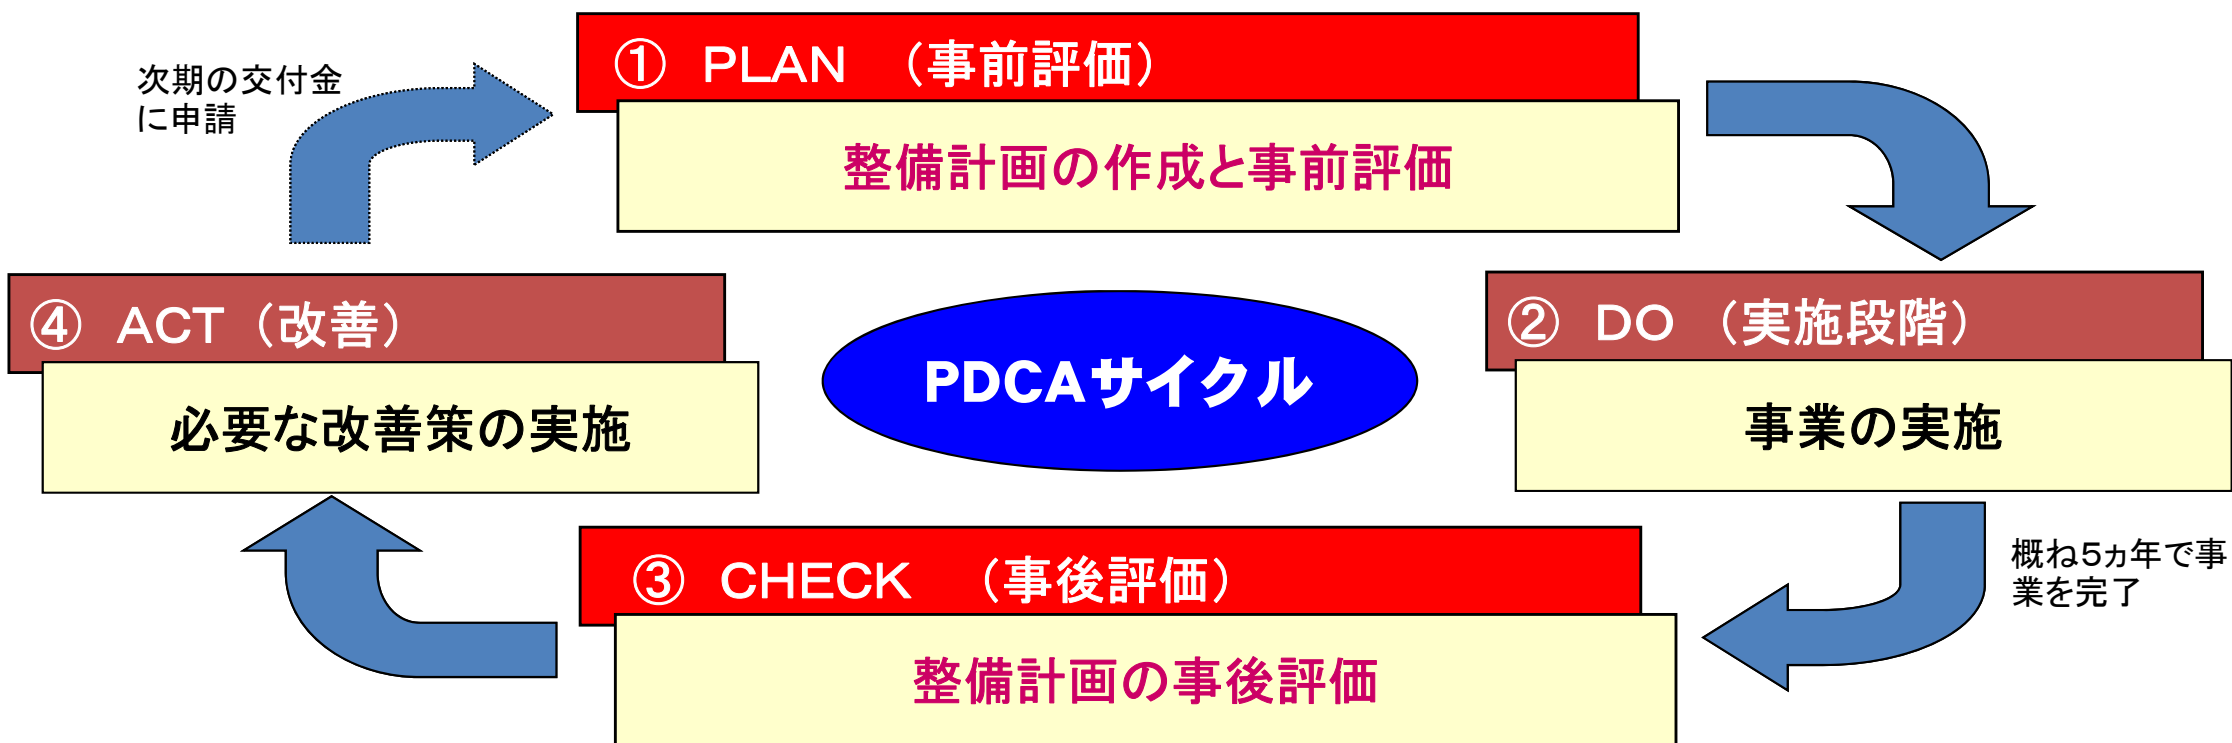 ① PLAN （事前評価）
整備計画の作成と事前評価
次期の交付金
に申請
④ ACT（改善）
必要な改善策の実施
PDCAサイクル
② DO （実施段階）
事業の実施
概ね５ヵ年で事
業を完了
③ CHECK （事後評価）
整備計画の事後評価